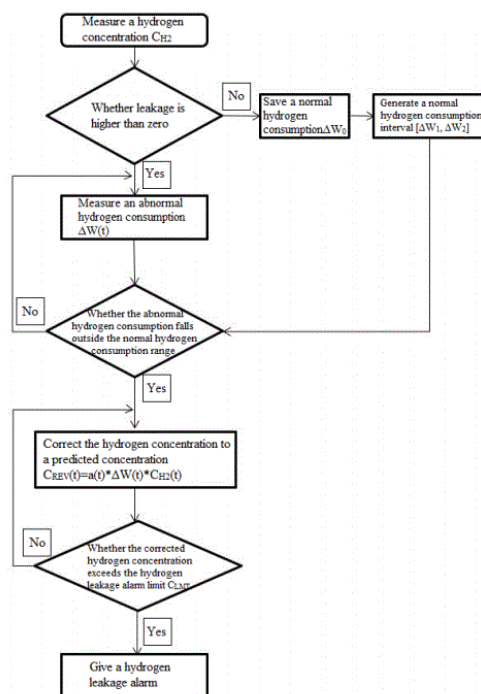 Measure a hydrogen
concentration CH2
Whether leakage is
higher than zero
No
Save a normal
hydrogen
consumptionΔW0
Generate a normal
hydrogen consumption
interval [ΔW1, ΔW2]
Yes
Measure an abnormal
hydrogen consumption
ΔW(t)
No
Whether the abnormal
hydrogen consumption falls
outside the normal hydrogen
consumption range
Yes
Correct the hydrogen concentration to
a predicted concentration
CREV(t)=a(t)*ΔW(t)*CH2(t)
No
Whether the corrected
hydrogen concentration
exceeds the hydrogen
leakage alarm limit CLMT
Yes
Give a hydrogen
leakage alarm